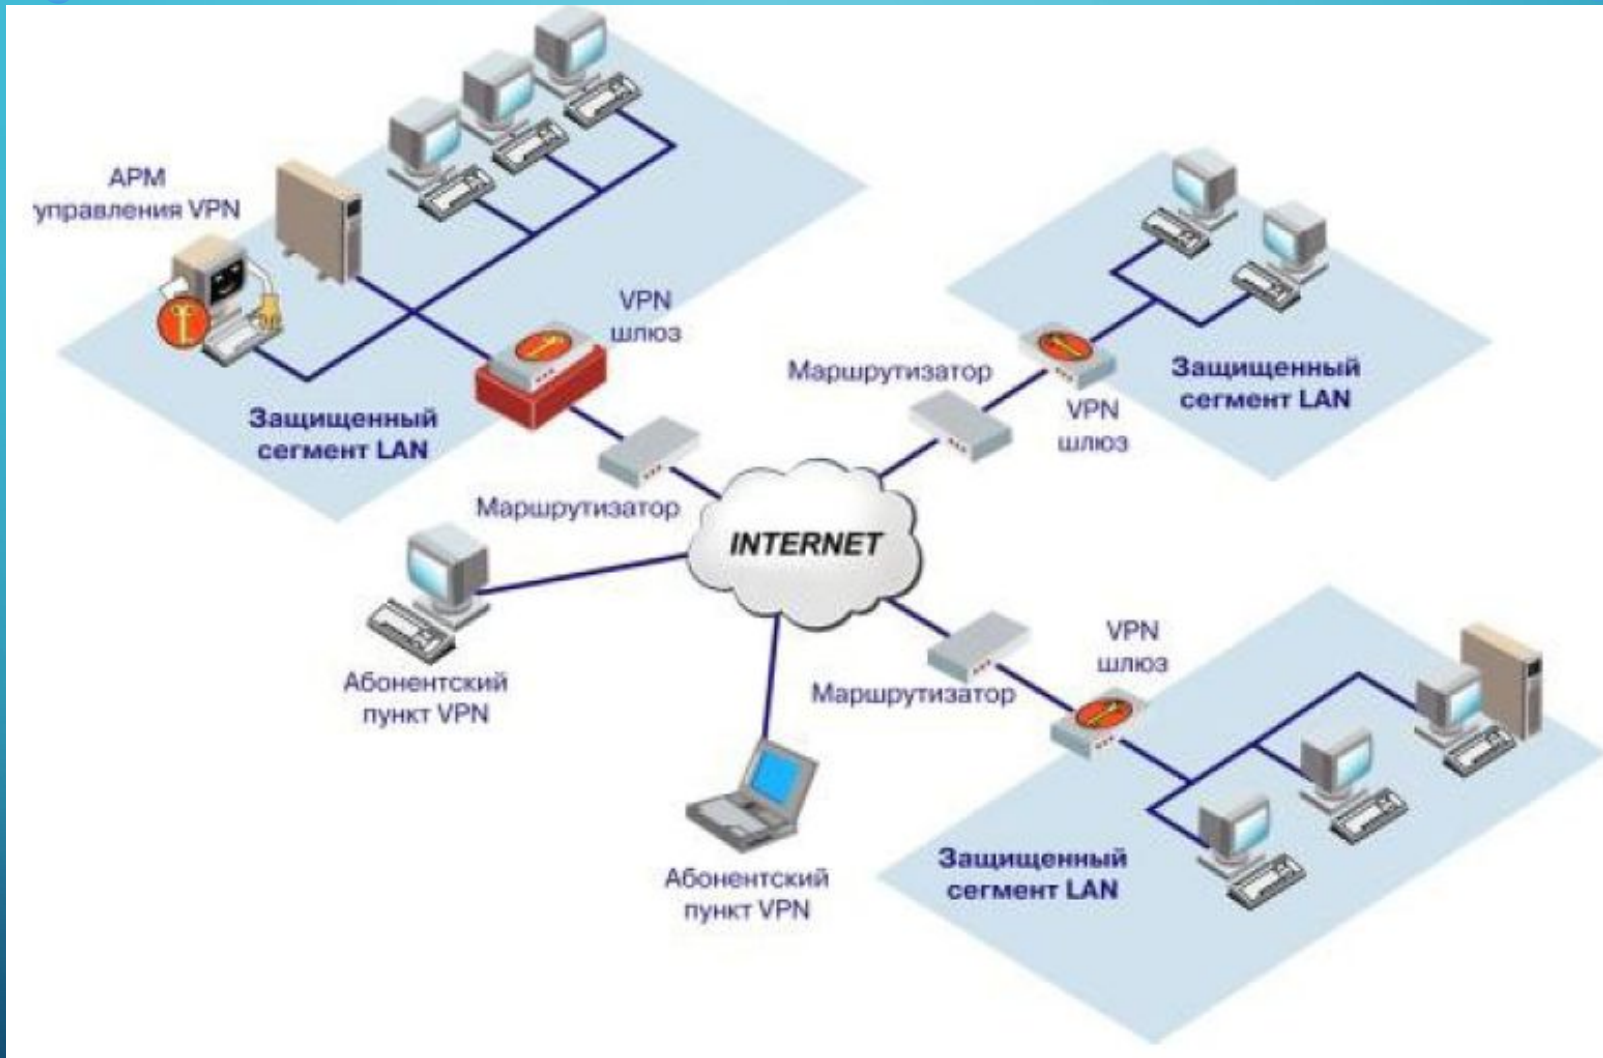 АРМ
управления VPN
VPN
шлюз
Защищенный
сегмент LAN
Маршрутизатор
Маршрутизатор
VPN
шлюз
Защищенный
сегмент LAN
INTERNET
Абонентский
пункт VPN
Маршрутизатор
VPN
шлюз
Абонентский
пункт VPN
Защищенный
сегмент LAN